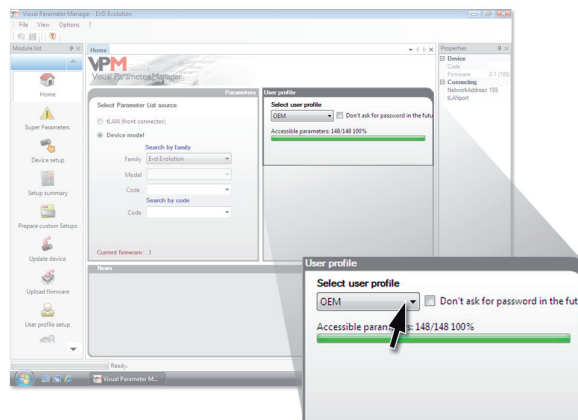 Visual Parameter Manager - EVD Evolution
File View Options ?
Module list
Home
Super Parameters
Device setup
Setup summary
Prepare custom Setups
Update device
Upload firmware
User profile setup
Home
VPM
Visual Parameter Manager
Parameters
Select Parameter List source
tLAN (front connector)
Device model
Search by family
Family Evd Evolution
Model
Code
Search by code
Code
Current firmware: 1
User profile
Select user profile
OEM Don't ask for password in the futu
Accessible parameters: 148/148 100%
News
Properties
Device
Code
Firmware 0.1 (109)
Connecting
NetworkAddress 199
tLANport
User profile
Select user profile
OEM Don't ask for password in the fut
Accessible param s: 148/148 100%
Ready.
Visual Parameter M...